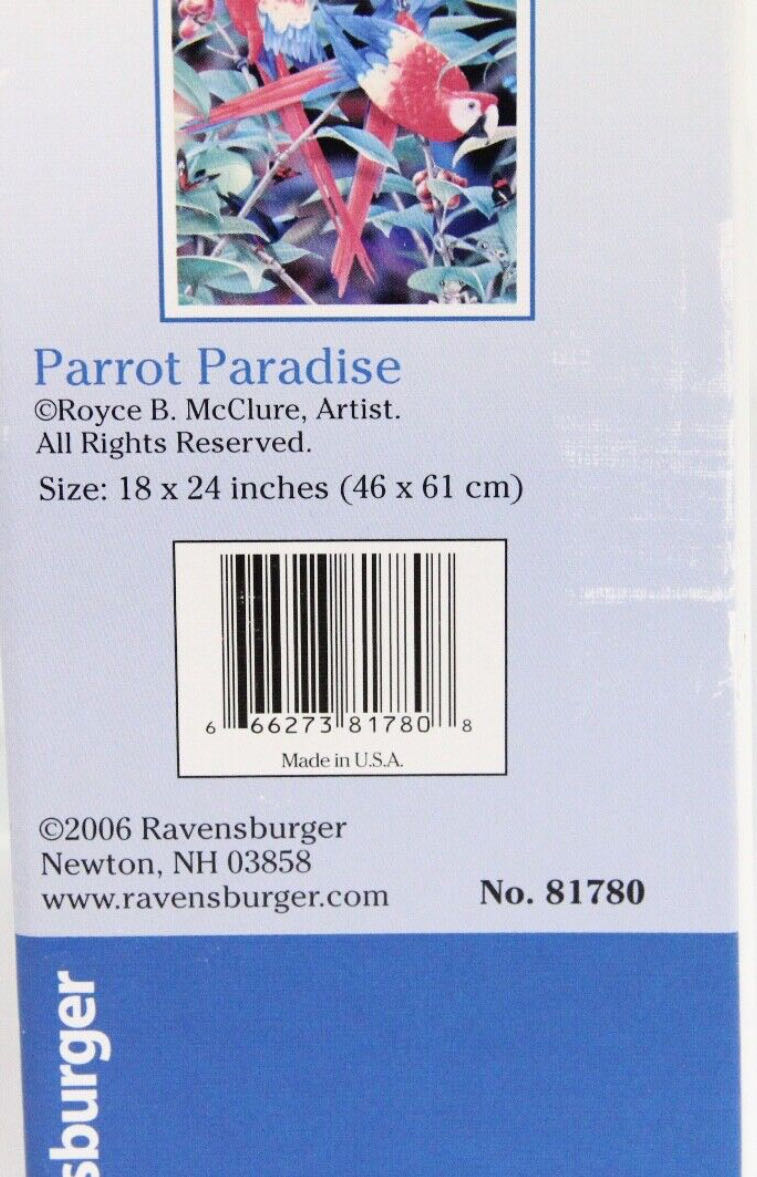 Parrot Paradise
©Royce B. McClure, Artist.
All Rights Reserved.
Size: 18 x 24 inches (46 x 61 cm)
6 66273 81780 8
Made in U.S.A.
©2006 Ravensburger
Newton, NH 03858
www.ravensburger.com
No. 81780
sburger